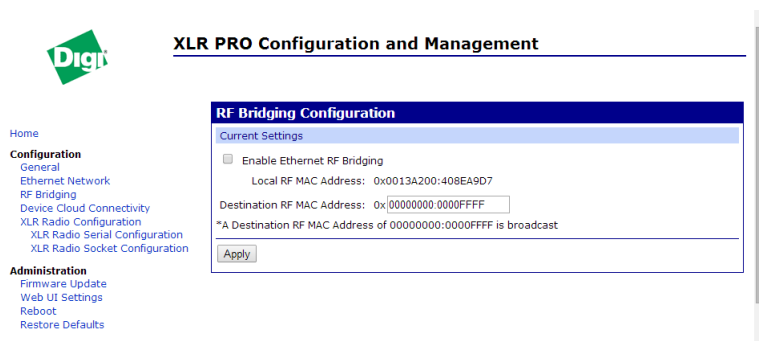 Digi
XLR PRO Configuration and Management
Home
Configuration
General
Ethernet Network
RF Bridging
Device Cloud Connectivity
XLR Radio Configuration
XLR Radio Serial Configuration
XLR Radio Socket Configuration
Administration
Firmware Update
Web UI Settings
Reboot
Restore Defaults
RF Bridging Configuration
Current Settings
Enable Ethernet RF Bridging
Local RF MAC Address: 0x0013A200:408EA9D7
Destination RF MAC Address: 0x 00000000:0000FFFF
*A Destination RF MAC Address of 00000000:0000FFFF is broadcast
Apply